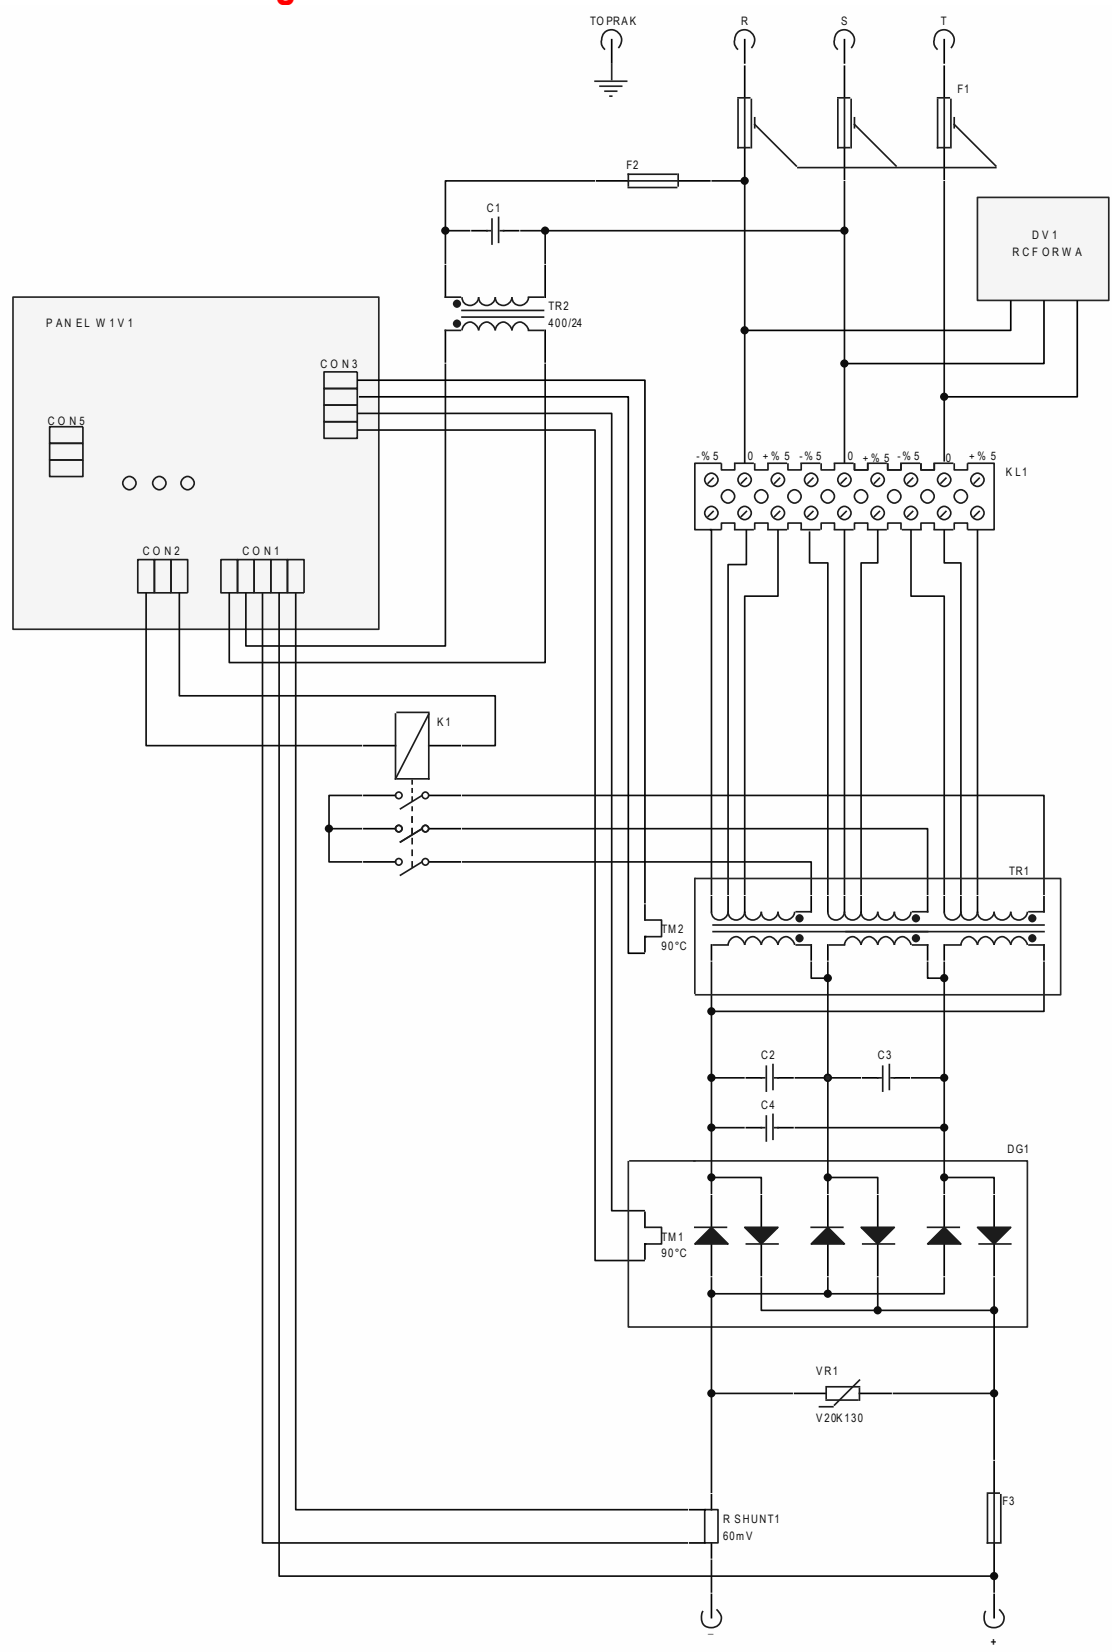 TOPRAK
R
S
T
F1
F2
C1
DV1
RCFORWA
TR2
400/24
PANEL W1V1
CON3
CON5
-%5
0
+%5
-%5
0
+%5
-%5
0
+%5
KL1
CON2
CON1
K1
TR1
TM2
90°C
C2
C3
C4
DG1
TM1
90°C
VR1
V20K130
F3
R SHUNT1
60mV
-
+